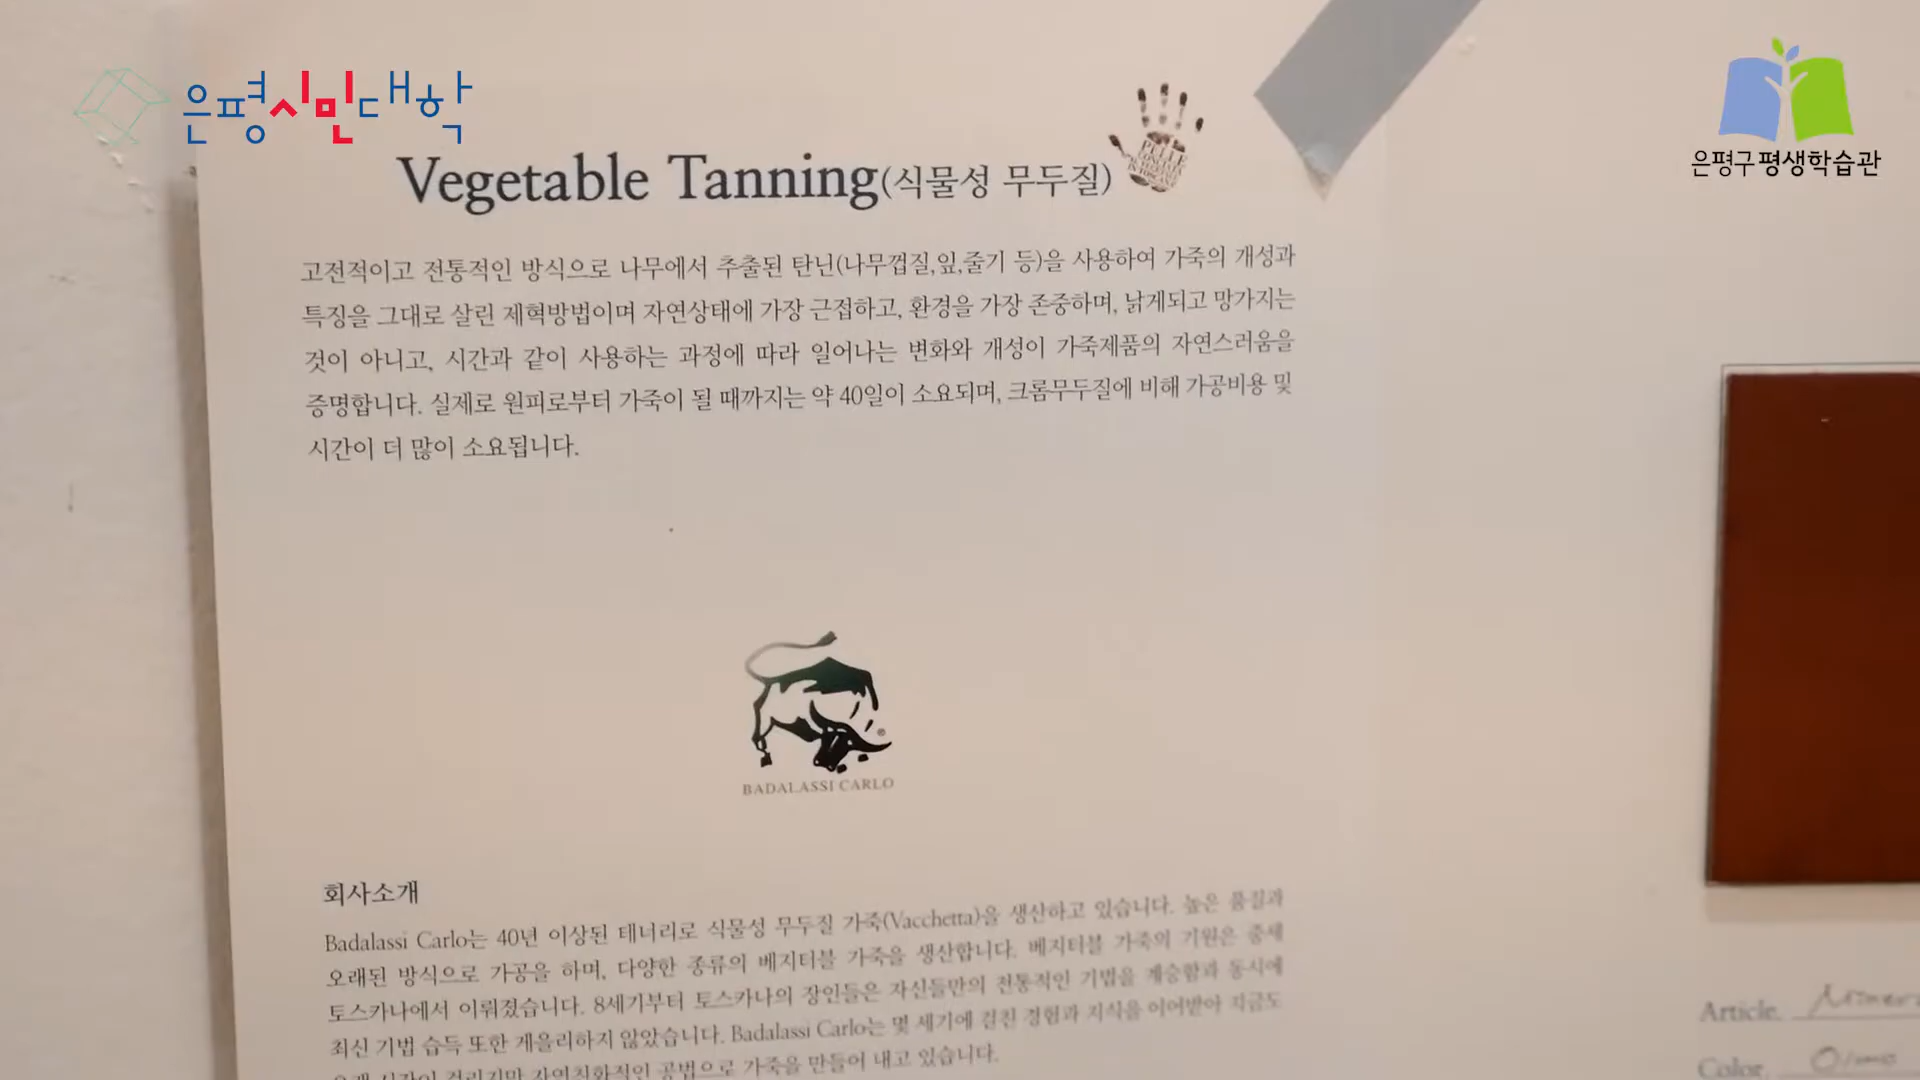 은평시민대학
은평구평생학습관
Vegetable Tanning(식물성 무두질)
PELLE
고전적이고 전통적인 방식으로 나무에서 추출된 탄닌(나무껍질,잎,줄기 등)을 사용하여 가죽의 개성과
특징을 그대로 살린 제혁방법이며 자연상태에 가장 근접하고, 환경을 가장 존중하며, 낡게되고 망가지는
것이 아니고, 시간과 같이 사용하는 과정에 따라 일어나는 변화와 개성이 가죽제품의 자연스러움을
증명합니다. 실제로 원피로부터 가죽이 될 때까지는 약 40일이 소요되며, 크롬무두질에 비해 가공비용 및
시간이 더 많이 소요됩니다.
BADALASSI CARLO
회사소개
Badalassi Carlo는 40년 이상된 테너리로 식물성 무두질 가죽(Vacchetta)을 생산하고 있습니다. 높은 품질과
오래된 방식으로 가공을 하며, 다양한 종류의 베지터블 가죽을 생산합니다. 베지터블 가죽의 기원은 중세
토스카나에서 이뤄졌습니다. 8세기부터 토스카나의 장인들은 자신들만의 전통적인 기법을 계승함과 동시에
최신 기법 습득 또한 게을리하지 않았습니다. Badalassi Carlo는 몇 세기에 걸친 경험과 지식을 이어받아 지금도
오래 시간이 걸리지만 자연친화적인 공법으로 가죽을 만들어 내고 있습니다.
Article.
Color.